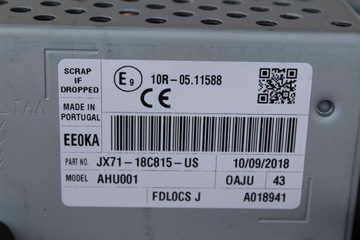 SCRAP IF
DROPPED
E9
10R-05.11588
CE
MADE IN
PORTUGAL
EE0KA
PART NO. JX71-18C815-US 10/09/2018
MODEL AHU001 OAJU 43
FDLOCS J A018941